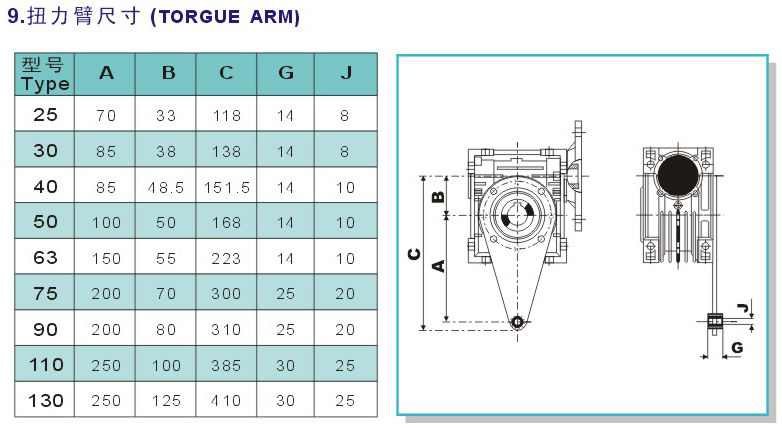 9.扭力臂尺寸 (TORGUE ARM)
型号 Type A B C G J
25 70 33 118 14 8
30 85 38 138 14 8
40 85 48.5 151.5 14 10
50 100 50 168 14 10
63 150 55 223 14 10
75 200 70 300 25 20
90 200 80 310 25 20
110 250 100 385 30 25
130 250 125 410 30 25
B
C
A
J
G